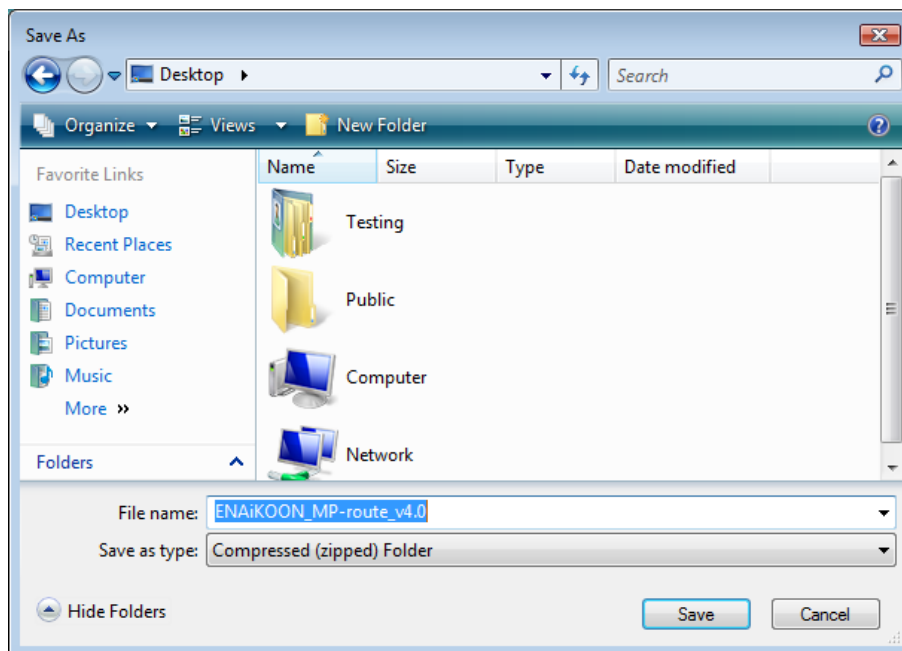 Save As
Desktop
Search
Organize Views New Folder
Favorite Links
Desktop
Recent Places
Computer
Documents
Pictures
Music
More »
Folders
Name Size Type Date modified
Testing
Public
Computer
Network
File name: ENAiKOON_MP-route_v4.0
Save as type: Compressed (zipped) Folder
Hide Folders Save Cancel